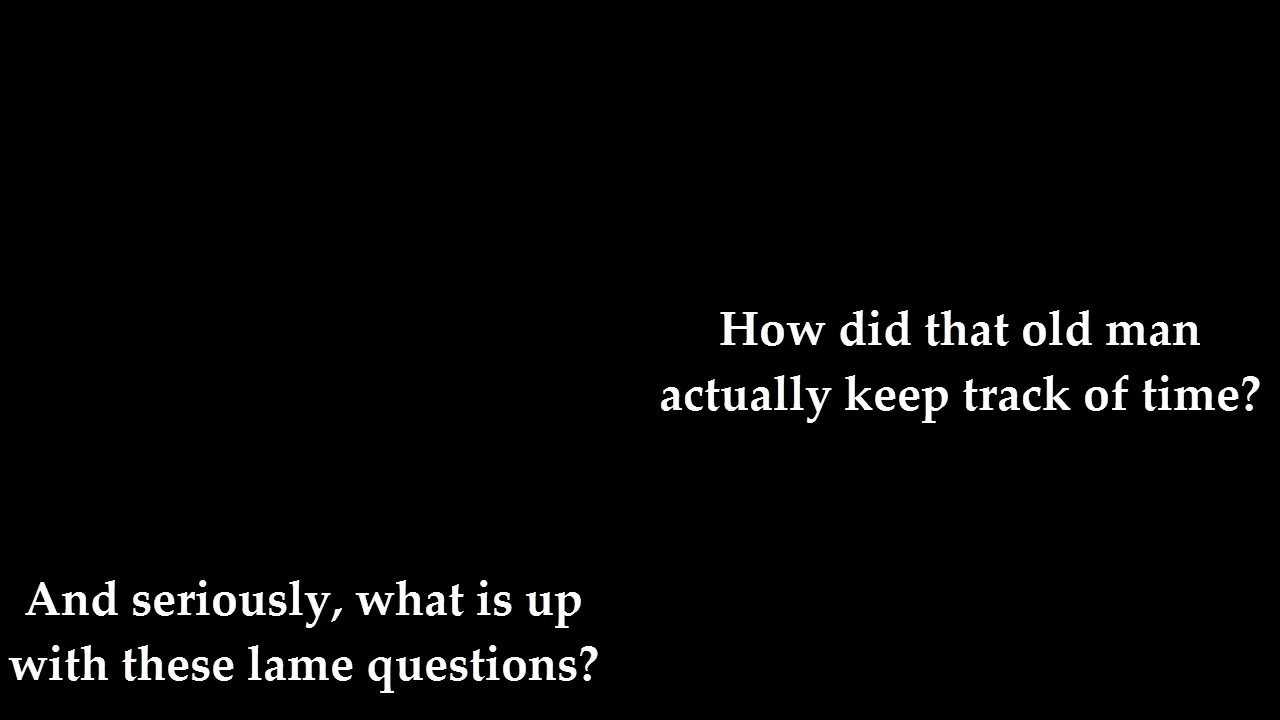 How did that old man
actually keep track of time?
And seriously, what is up
with these lame questions?